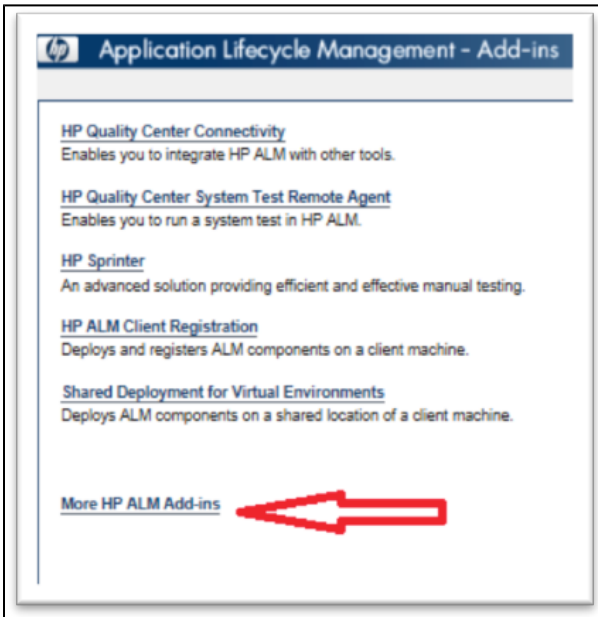 hp Application Lifecycle Management - Add-ins
HP Quality Center Connectivity
Enables you to integrate HP ALM with other tools.
HP Quality Center System Test Remote Agent
Enables you to run a system test in HP ALM.
HP Sprinter
An advanced solution providing efficient and effective manual testing.
HP ALM Client Registration
Deploys and registers ALM components on a client machine.
Shared Deployment for Virtual Environments
Deploys ALM components on a shared location of a client machine.
More HP ALM Add-ins